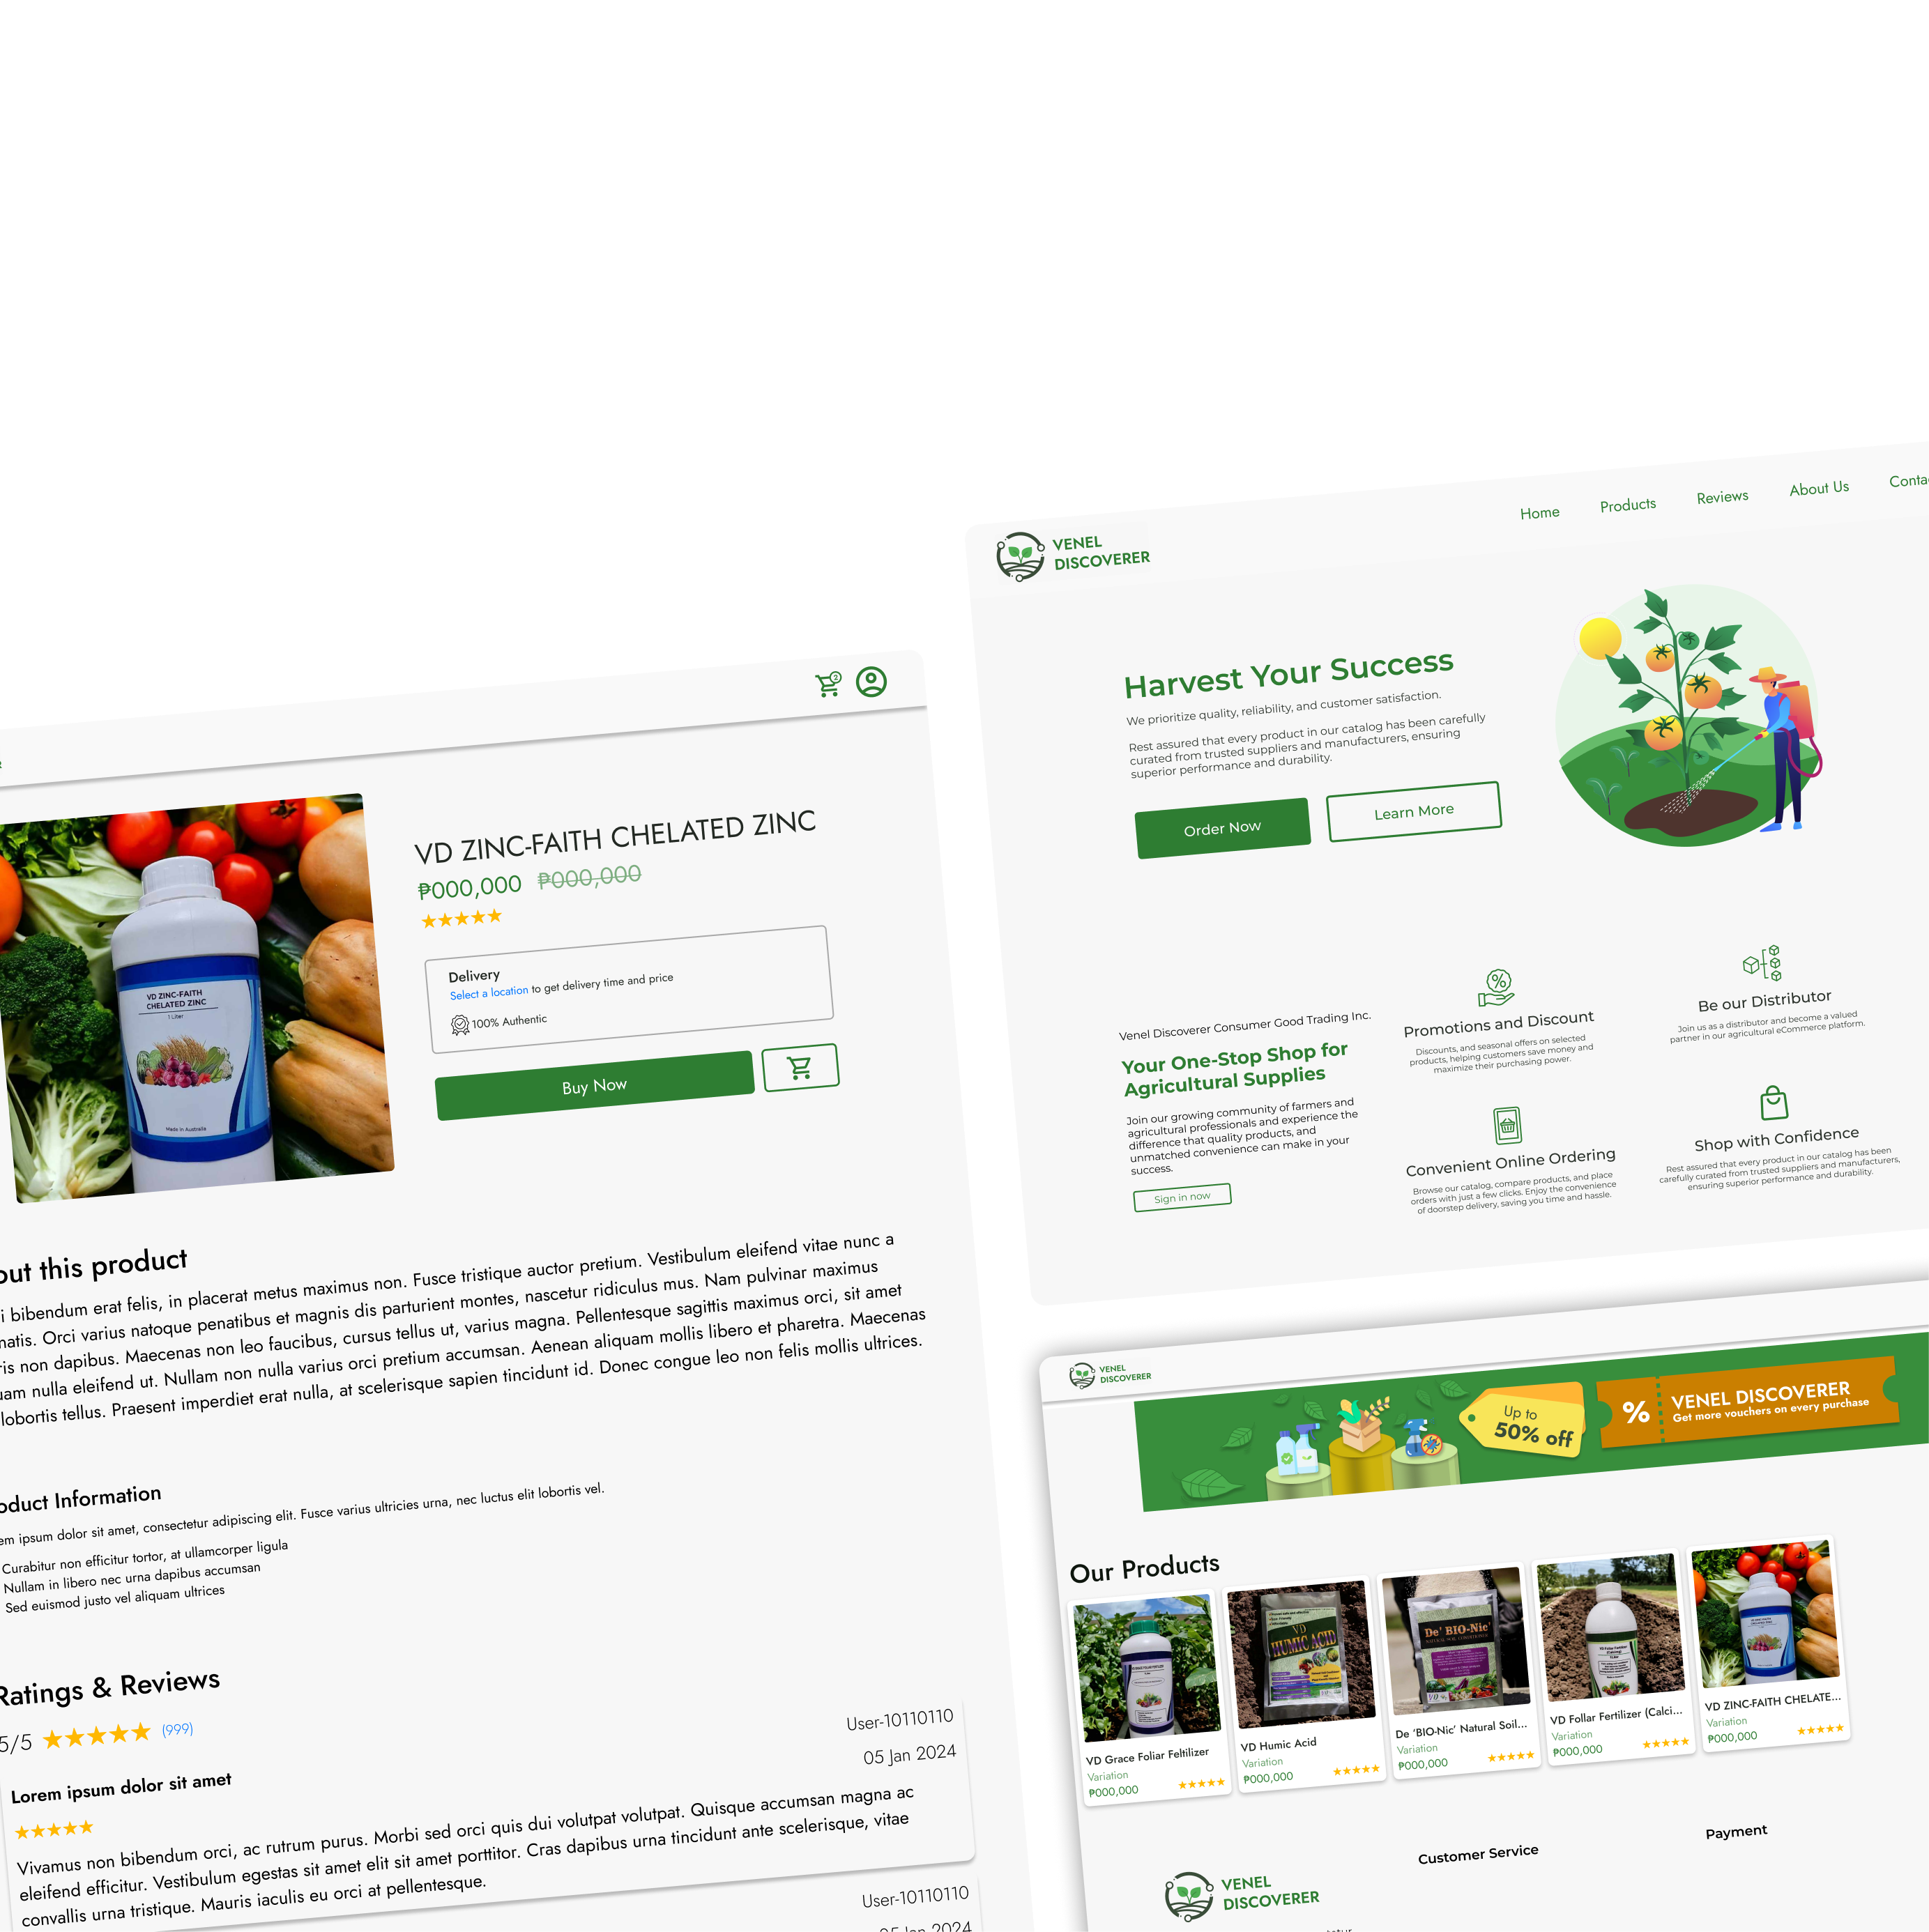 VD ZINC-FAITH CHELATED ZINC
₱000,000 ₱000,000
Delivery
Select a location to get delivery time and price
100% Authentic
Buy Now
2
VD ZINC-FAITH
CHELATED ZINC
1 Liter
Made in Australia
out this product
i bibendum erat felis, in placerat metus maximus non. Fusce tristique auctor pretium. Vestibulum eleifend vitae nunc a
natis. Orci varius natoque penatibus et magnis dis parturient montes, nascetur ridiculus mus. Nam pulvinar maximus
ris non dapibus. Maecenas non leo faucibus, cursus tellus ut, varius magna. Pellentesque sagittis maximus orci, sit amet
uam nulla eleifend ut. Nullam non nulla varius orci pretium accumsan. Aenean aliquam mollis libero et pharetra. Maecenas
lobortis tellus. Praesent imperdiet erat nulla, at scelerisque sapien tincidunt id. Donec congue leo non felis mollis ultrices.
oduct Information
em ipsum dolor sit amet, consectetur adipiscing elit. Fusce varius ultricies urna, nec luctus elit lobortis vel.
Curabitur non efficitur tortor, at ullamcorper ligula
Nullam in libero nec urna dapibus accumsan
Sed euismod justo vel aliquam ultrices
Ratings & Reviews
5/5 (999)
User-10110110
05 Jan 2024
Lorem ipsum dolor sit amet
Vivamus non bibendum orci, ac rutrum purus. Morbi sed orci quis dui volutpat volutpat. Quisque accumsan magna ac
eleifend efficitur. Vestibulum egestas sit amet elit sit amet porttitor. Cras dapibus urna tincidunt ante scelerisque, vitae
convallis urna tristique. Mauris iaculis eu orci at pellentesque.
User-10110110
05 Jan 2024
VENEL
DISCOVERER
Home Products Reviews About Us Contac
Harvest Your Success
We prioritize quality, reliability, and customer satisfaction.
Rest assured that every product in our catalog has been carefully
curated from trusted suppliers and manufacturers, ensuring
superior performance and durability.
Order Now
Learn More
Venel Discoverer Consumer Good Trading Inc.
Your One-Stop Shop for
Agricultural Supplies
Join our growing community of farmers and
agricultural professionals and experience the
difference that quality products, and
unmatched convenience can make in your
success.
Sign in now
Promotions and Discount
Discounts, and seasonal offers on selected
products, helping customers save money and
maximize their purchasing power.
Be our Distributor
Join us as a distributor and become a valued
partner in our agricultural eCommerce platform.
Convenient Online Ordering
Browse our catalog, compare products, and place
orders with just a few clicks. Enjoy the convenience
of doorstep delivery, saving you time and hassle.
Shop with Confidence
Rest assured that every product in our catalog has been
carefully curated from trusted suppliers and manufacturers,
ensuring superior performance and durability.
VENEL
DISCOVERER
Up to
50% off
%
VENEL DISCOVERER
Get more vouchers on every purchase
Our Products
VD Grace Foliar Feltilizer
Variation
₱000,000
VD
HUMIC ACID
VD Humic Acid
Variation
₱000,000
De' BIO-Nic'
De 'BIO-Nic' Natural Soil...
Variation
₱000,000
VD Follar Fertilizer (Calci...
Variation
₱000,000
VD ZINC-FAITH CHELATE...
Variation
₱000,000
VENEL
DISCOVERER
Customer Service
Payment